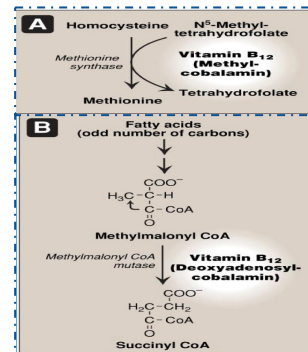 A
Homocysteine
N⁵-Methyl-
tetrahydrofolate
Methionine
synthase
Vitamin B₁₂
(Methyl-
cobalamin)
Tetrahydrofolate
Methionine
B
Fatty acids
(odd number of carbons)
COO⁻
H₃C-C-H
C-CoA
O
Methylmalonyl CoA
Methylmalonyl CoA
mutase
Vitamin B₁₂
(Deoxyadenosyl-
cobalamin)
COO⁻
H₂C-CH₂
C-CoA
O
Succinyl CoA